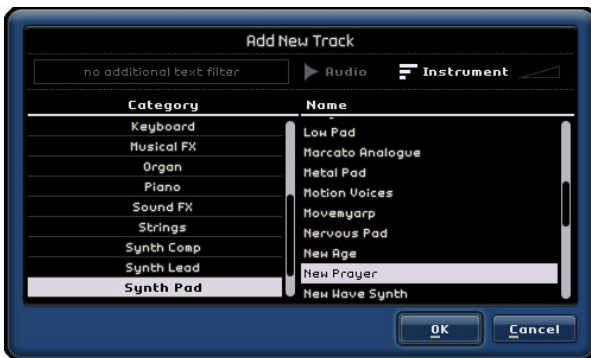 Add New Track
no additional text filter
Audio
Instrument
Category
Keyboard
Musical FX
Organ
Piano
Sound FX
Strings
Synth Comp
Synth Lead
Synth Pad
Name
Low Pad
Marcato Analogue
Metal Pad
Motion Voices
Movemyarp
Nervous Pad
New Age
New Prayer
New Wave Synth
OK
Cancel